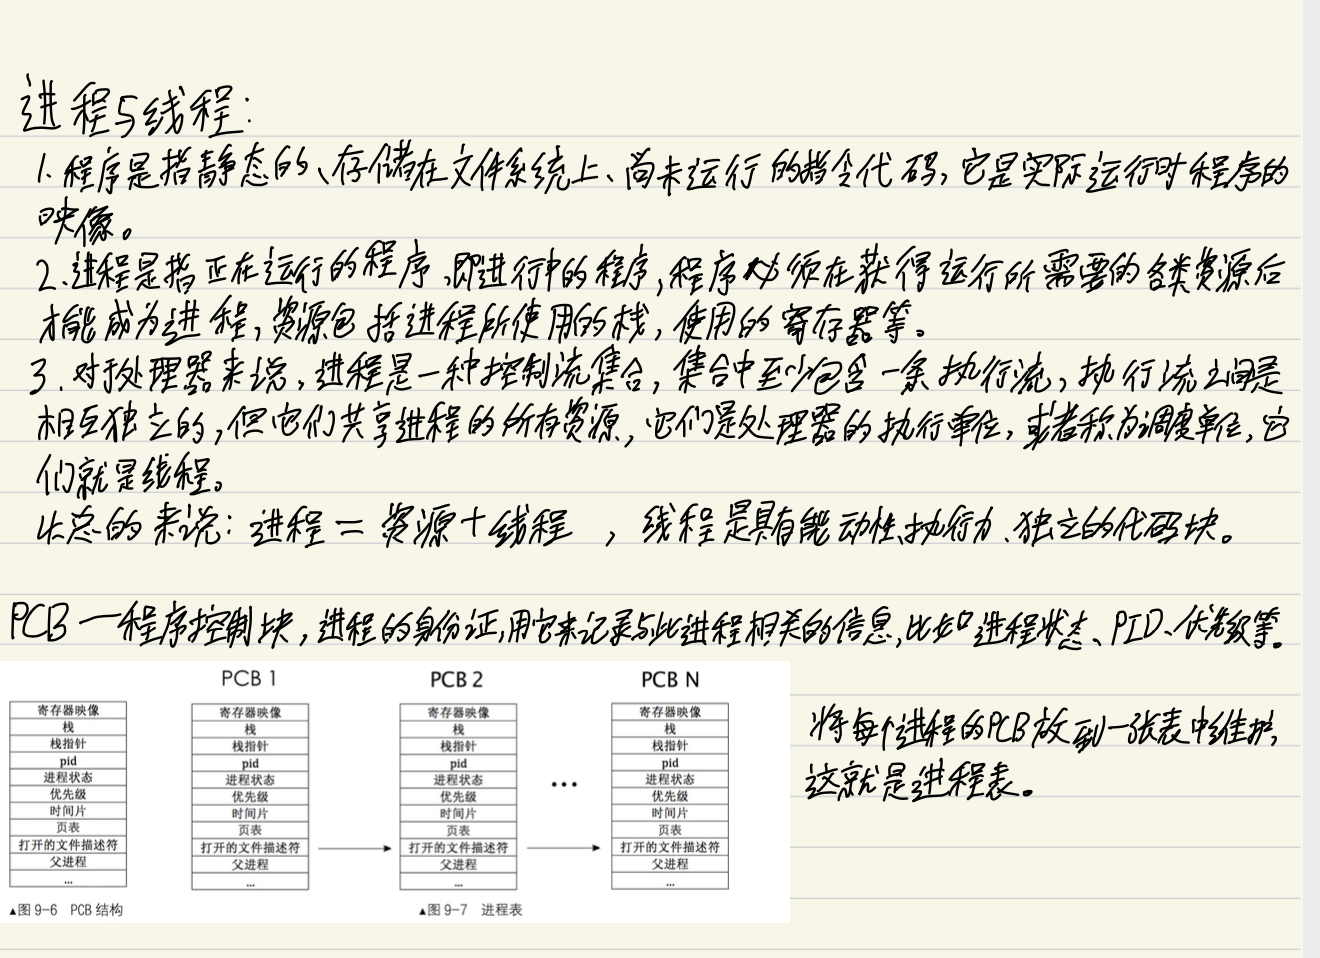 进程与线程：
1. 程序是指静态的、存储在文件系统上、尚未运行的指令代码，它是实际运行时程序的
映像。
2.进程是指正在运行的程序，即进行中的程序，程序必须在获得运行所需要的各类资源后
才能成为进程，资源包括进程所使用的栈，使用的寄存器等。
3. 对于处理器来说，进程是一种控制流集合，集合中至少包含一条执行流，执行流之间是
相互独立的，但它们共享进程的所有资源，它们是处理器的执行单位，或者称为调度单位，它
们就是线程。
4.总的来说：进程 = 资源 + 线程 ，线程是具有能动性、执行力、独立的代码块。
PCB 一程序控制块，进程的身份证，用它来记录与此进程相关的信息，比如进程状态、PID、优先级等。
PCB 1 PCB 2 PCB N
寄存器映像 寄存器映像 寄存器映像 寄存器映像
栈 栈 栈 栈
栈指针 栈指针 栈指针 栈指针
pid pid pid pid
进程状态 进程状态 进程状态 进程状态
优先级 优先级 优先级 优先级
时间片 时间片 时间片 时间片
页表 页表 页表 页表
打开的文件描述符 打开的文件描述符 打开的文件描述符 打开的文件描述符
父进程 父进程 父进程 父进程
... ... ... ...
▲图 9-6 PCB 结构 ▲图 9-7 进程表
将每个进程的PCB放到一张表中维护，
这就是进程表。